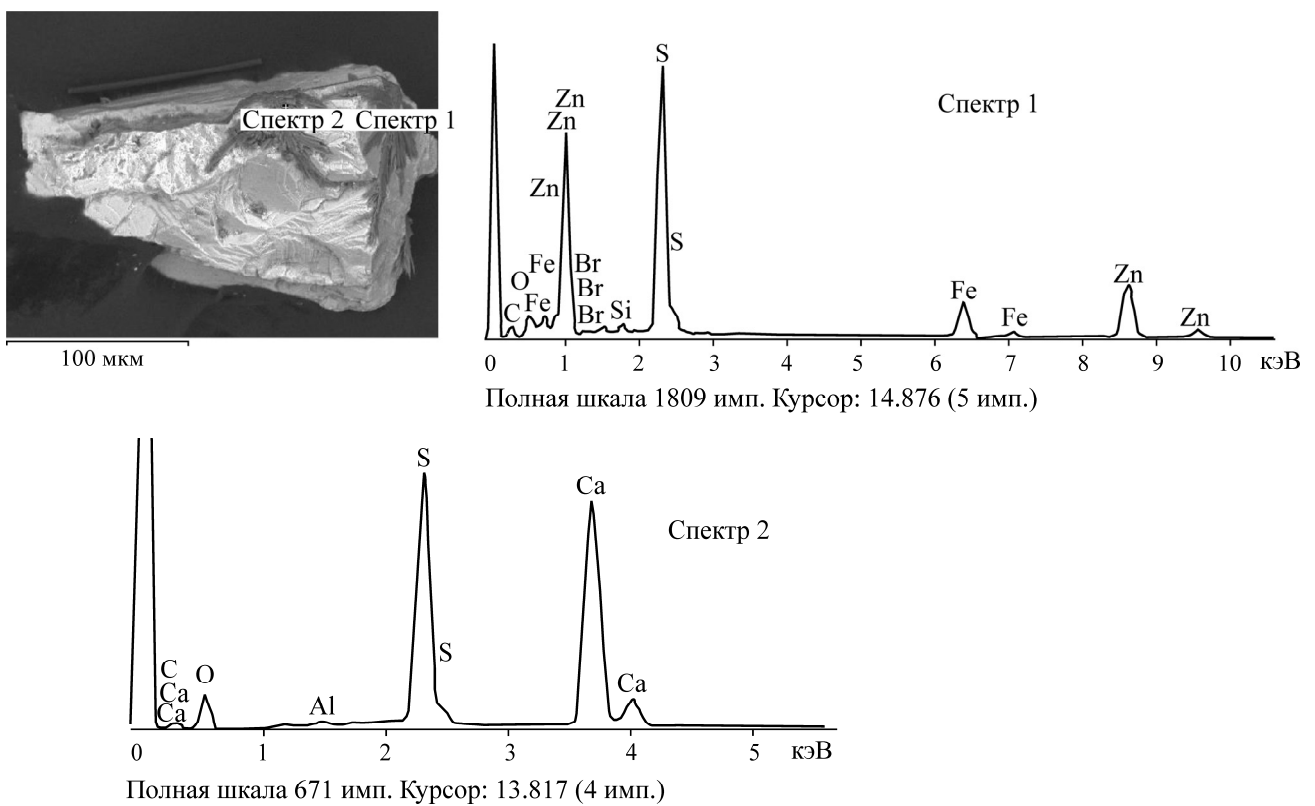 Спектр 2 Спектр 1
100 мкм
Спектр 1
S
Zn
Zn
Zn
S
O Fe Br
Br
C Fe Br Si
Fe Fe Zn Zn
0 1 2 3 4 5 6 7 8 9 10 кэВ
Полная шкала 1809 имп. Курсор: 14.876 (5 имп.)
S
Ca
Спектр 2
S
C O
Ca
Ca Al Ca
0 1 2 3 4 5 кэВ
Полная шкала 671 имп. Курсор: 13.817 (4 имп.)